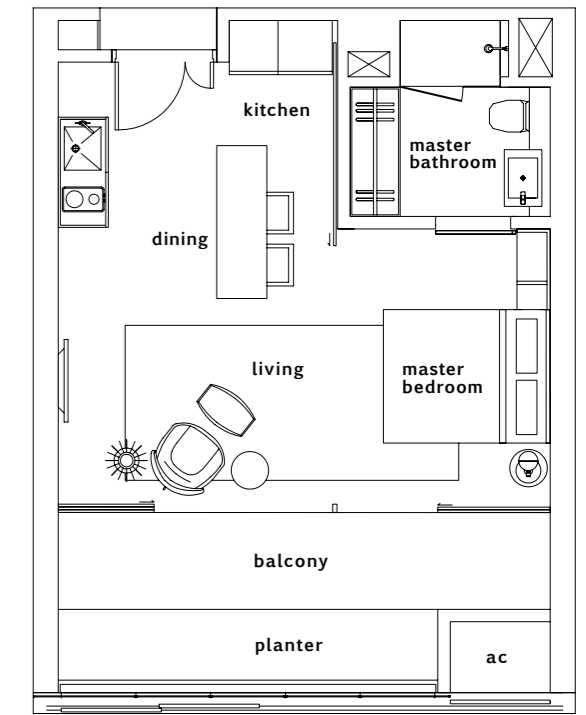 kitchen
master
bathroom
dining
living
master
bedroom
balcony
planter
ac